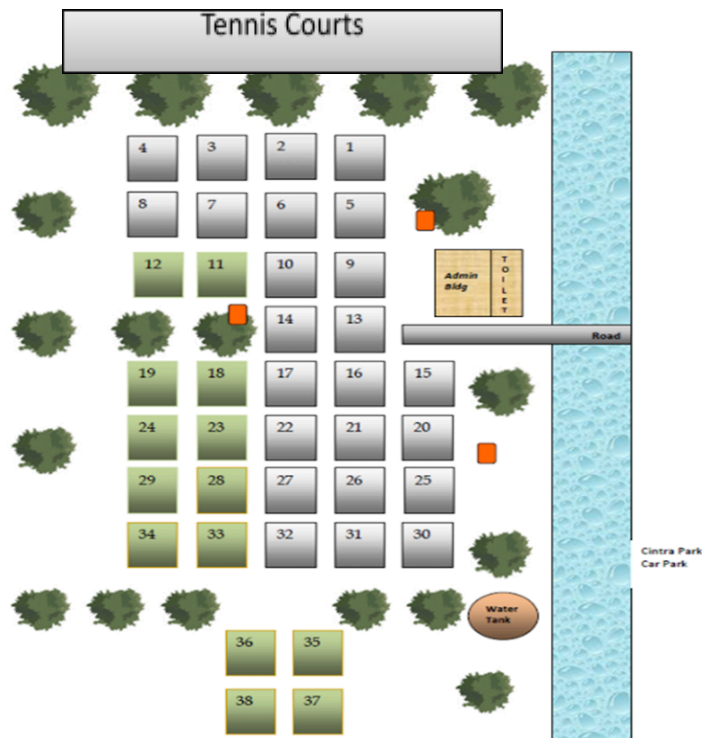 Tennis Courts
4 3 2 1
8 7 6 5
12 11 10 9
Admin
Bldg
TOILET
14 13
Road
19 18 17 16 15
24 23 22 21 20
29 28 27 26 25
34 33 32 31 30
Cintra Park
Car Park
Water
Tank
36 35
38 37